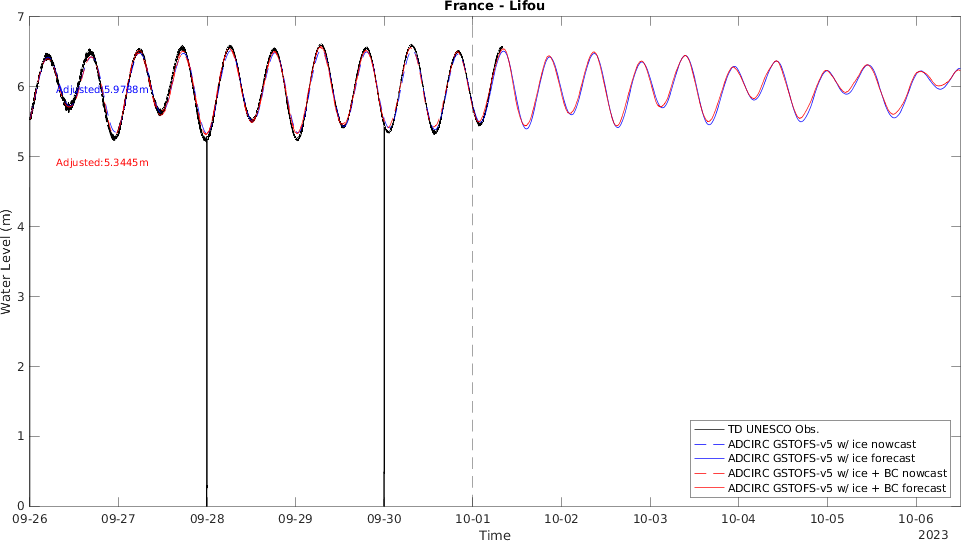 France - Lifou
7
6
5
4
3
2
1
0
Water Level (m)
Adjusted:5.9788m
Adjusted:5.3445m
TD UNESCO Obs.
ADCIRC GSTOFS-v5 w/ ice nowcast
ADCIRC GSTOFS-v5 w/ ice forecast
ADCIRC GSTOFS-v5 w/ ice + BC nowcast
ADCIRC GSTOFS-v5 w/ ice + BC forecast
09-26 09-27 09-28 09-29 09-30 10-01 10-02 10-03 10-04 10-05 10-06
Time
2023